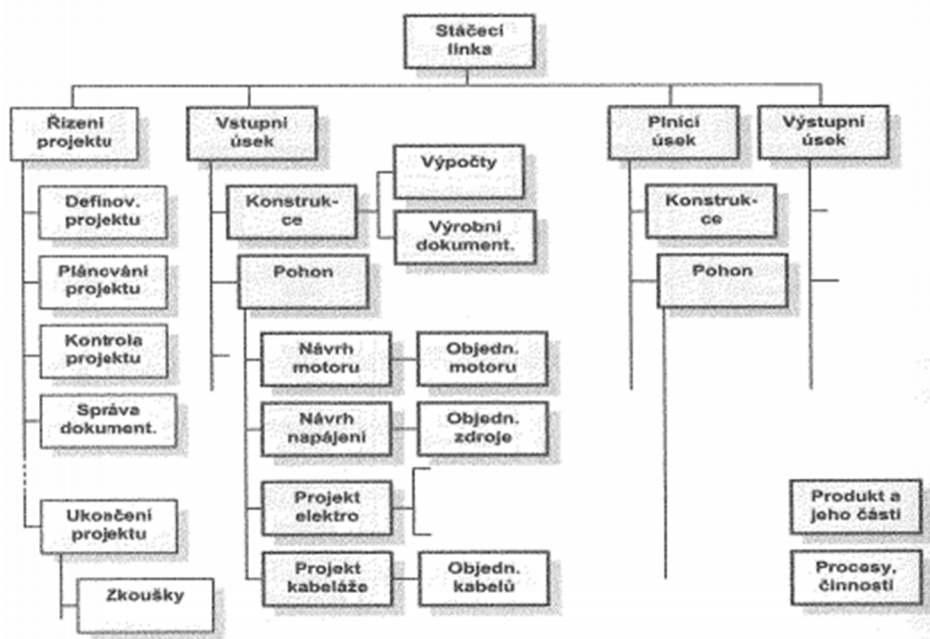 Stáčecí
linka
Řízení
projektu
Vstupní
úsek
Plnící
úsek
Výstupní
úsek
Definov.
projektu
Plánování
projektu
Kontrola
projektu
Správa
dokument.
Ukončení
projektu
Zkoušky
Konstruk-
ce
Výpočty
Výrobní
dokument.
Pohon
Návrh
motoru
Objedn.
motoru
Návrh
napájení
Objedn.
zdroje
Projekt
elektro
Projekt
kabeláže
Objedn.
kabelů
Konstruk-
ce
Pohon
Produkt a
jeho části
Procesy,
činnosti